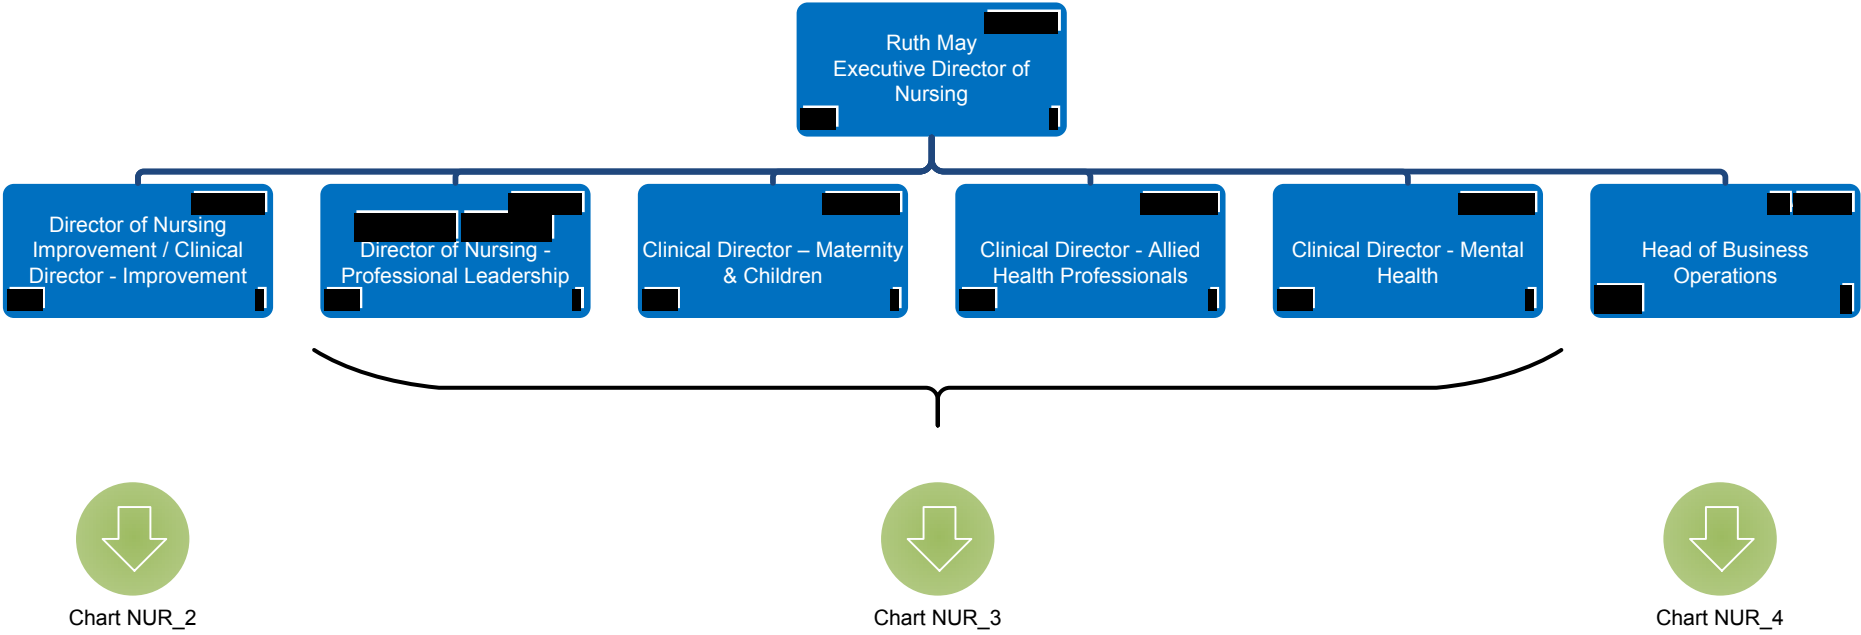 Ruth May
Executive Director of
Nursing
Director of Nursing
Improvement / Clinical
Director - Improvement
Director of Nursing -
Professional Leadership
Clinical Director – Maternity
& Children
Clinical Director - Allied
Health Professionals
Clinical Director - Mental
Health
Head of Business
Operations
Chart NUR_2
Chart NUR_3
Chart NUR_4